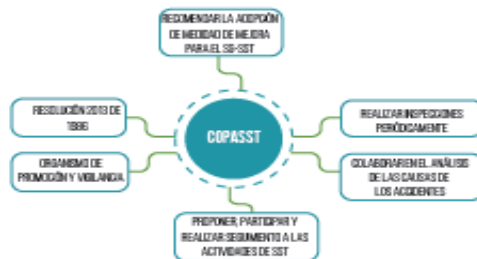 RECOMENDAR LA ADOPCIÓN
DE MEDIDAD DE MEJORA
PARA EL SG-SST
RESOLUCIÓN 2013 DE
1986
COPASST
REALIZAR INSPECCIONES
PERIÓDICAMENTE
ORGANISMO DE
PROMOCIÓN Y VIGILANCIA
COLABORAR EN EL ANÁLISIS
DE LAS CAUSAS DE
LOS ACCIDENTES
PROPONER, PARTICIPAR Y
REALIZAR SEGUIMIENTO A LAS
ACTIVIDADES DE SST